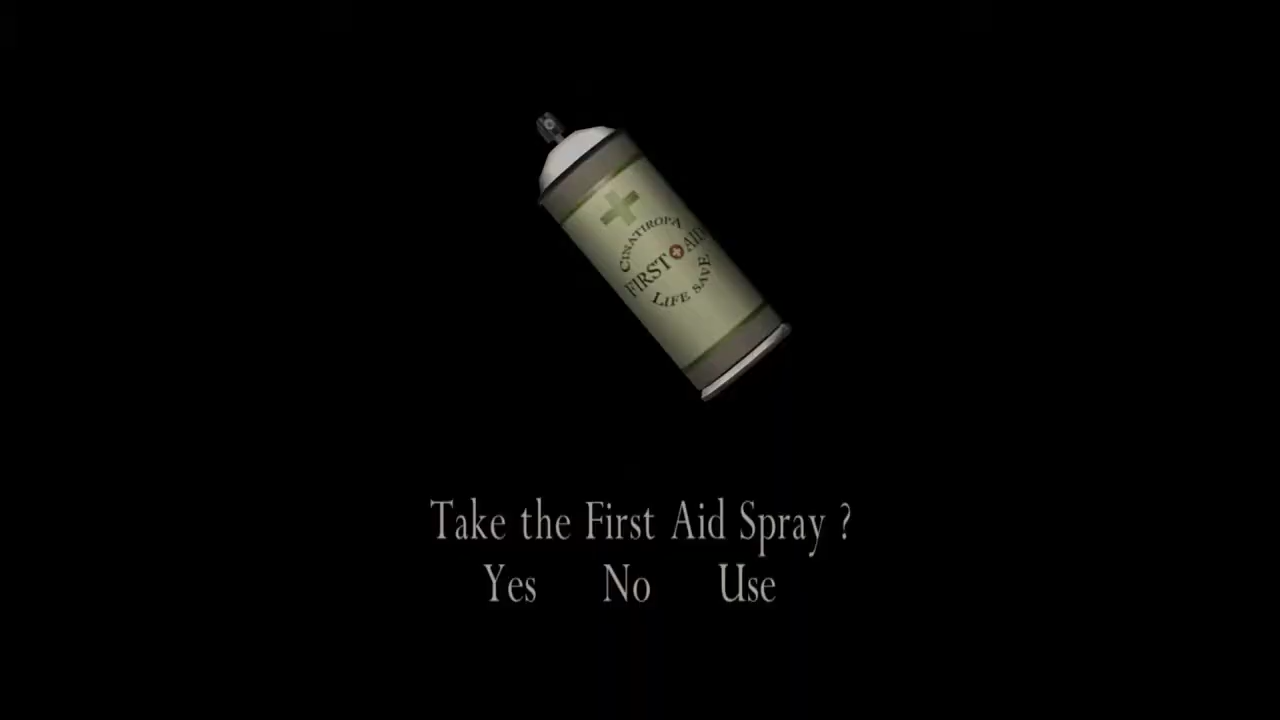 CINATIROPA
FIRST AID
LIFE SAVE
Take the First Aid Spray ?
Yes No Use